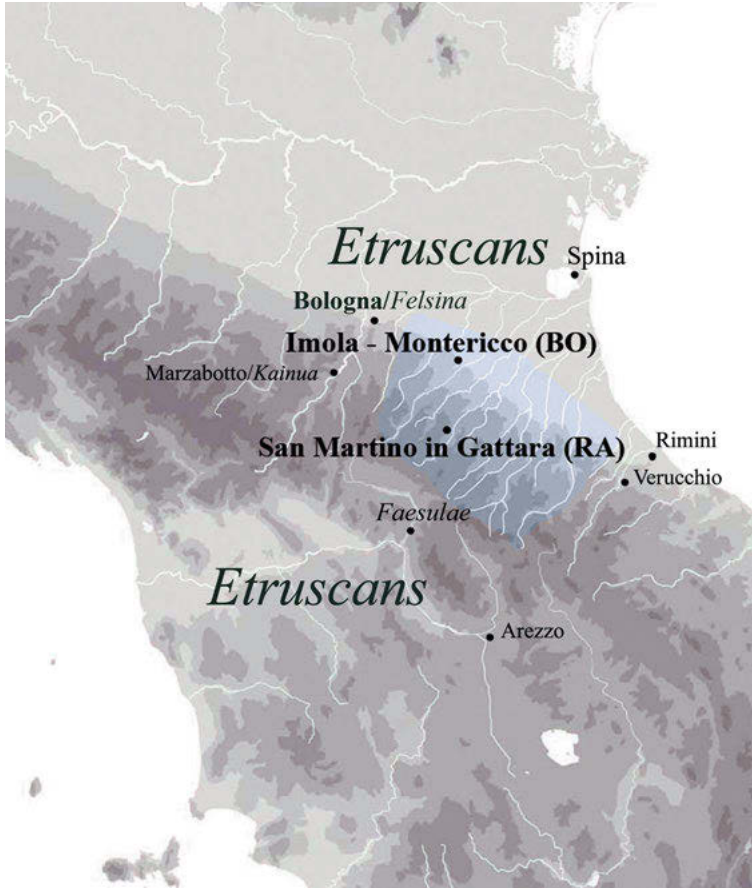 Etruscans
Spina
Bologna/Felsina
Imola - Montericco (BO)
Marzabotto/Kainua
San Martino in Gattara (RA)
Rimini
Verucchio
Faesulae
Etruscans
Arezzo